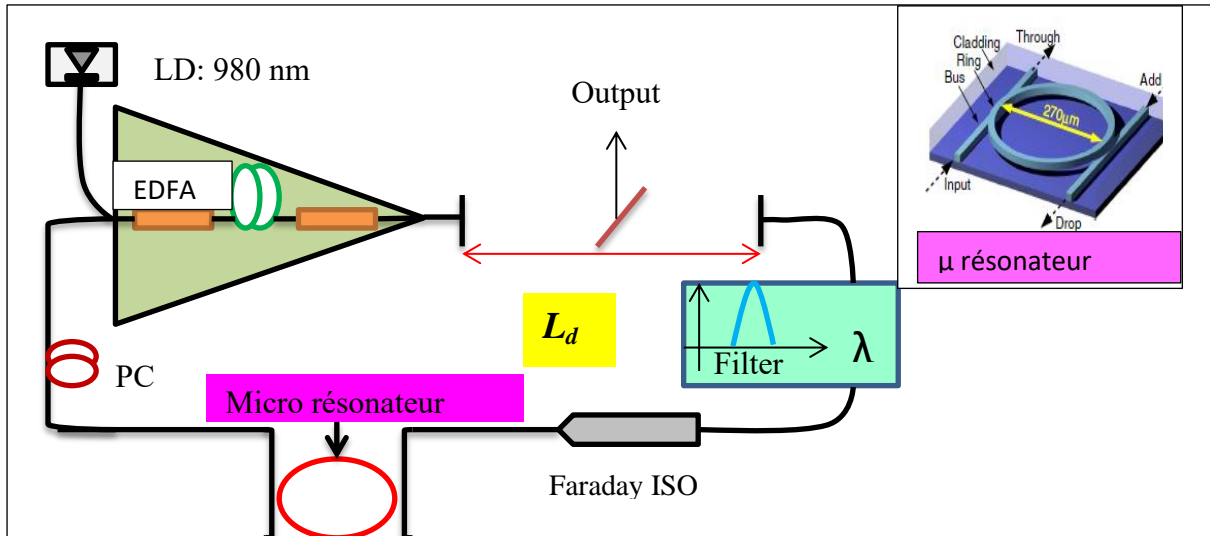 LD: 980 nm
Output
EDFA
L_d
PC
Micro résonateur
Filter
λ
Faraday ISO
Through
Cladding
Ring
Bus
Add
270μm
Input
Drop
μ résonateur